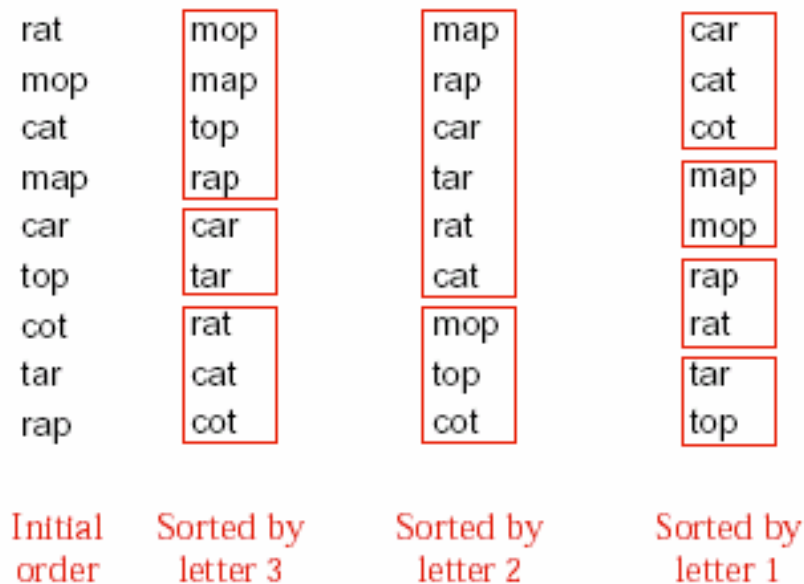 rat mop map car
mop map rap cat
cat top car cot
map rap tar map
car car rat mop
top tar cat rap
cot rat mop rat
tar cat top tar
rap cot cot top
Initial Sorted by Sorted by Sorted by
order letter 3 letter 2 letter 1